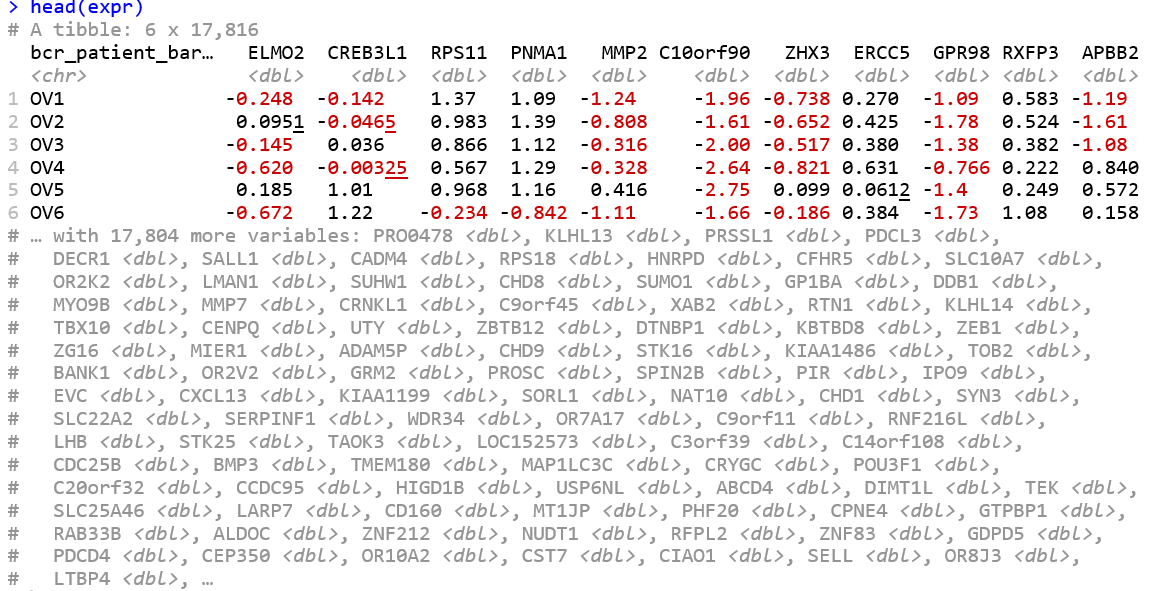 > head(expr)
# A tibble: 6 x 17,816
bcr_patient_bar… ELMO2 CREB3L1 RPS11 PNMA1 MMP2 C10orf90 ZHX3 ERCC5 GPR98 RXFP3 APBB2
<chr> <dbl> <dbl> <dbl> <dbl> <dbl> <dbl> <dbl> <dbl> <dbl> <dbl> <dbl>
1 OV1 -0.248 -0.142 1.37 1.09 -1.24 -1.96 -0.738 0.270 -1.09 0.583 -1.19
2 OV2 0.0951 -0.0465 0.983 1.39 -0.808 -1.61 -0.652 0.425 -1.78 0.524 -1.61
3 OV3 -0.145 0.036 0.866 1.12 -0.316 -2.00 -0.517 0.380 -1.38 0.382 -1.08
4 OV4 -0.620 -0.00325 0.567 1.29 -0.328 -2.64 -0.821 0.631 -0.766 0.222 0.840
5 OV5 0.185 1.01 0.968 1.16 0.416 -2.75 0.099 0.0612 -1.4 0.249 0.572
6 OV6 -0.672 1.22 -0.234 -0.842 -1.11 -1.66 -0.186 0.384 -1.73 1.08 0.158
# … with 17,804 more variables: PRO0478 <dbl>, KLHL13 <dbl>, PRSSL1 <dbl>, PDCL3 <dbl>,
# DECR1 <dbl>, SALL1 <dbl>, CADM4 <dbl>, RPS18 <dbl>, HNRPD <dbl>, CFHR5 <dbl>, SLC10A7 <dbl>,
# OR2K2 <dbl>, LMAN1 <dbl>, SUHW1 <dbl>, CHD8 <dbl>, SUMO1 <dbl>, GP1BA <dbl>, DDB1 <dbl>,
# MYO9B <dbl>, MMP7 <dbl>, CRNKL1 <dbl>, C9orf45 <dbl>, XAB2 <dbl>, RTN1 <dbl>, KLHL14 <dbl>,
# TBX10 <dbl>, CENPQ <dbl>, UTY <dbl>, ZBTB12 <dbl>, DTNBP1 <dbl>, KBTBD8 <dbl>, ZEB1 <dbl>,
# ZG16 <dbl>, MIER1 <dbl>, ADAM5P <dbl>, CHD9 <dbl>, STK16 <dbl>, KIAA1486 <dbl>, TOB2 <dbl>,
# BANK1 <dbl>, OR2V2 <dbl>, GRM2 <dbl>, PROSC <dbl>, SPIN2B <dbl>, PIR <dbl>, IPO9 <dbl>,
# EVC <dbl>, CXCL13 <dbl>, KIAA1199 <dbl>, SORL1 <dbl>, NAT10 <dbl>, CHD1 <dbl>, SYN3 <dbl>,
# SLC22A2 <dbl>, SERPINF1 <dbl>, WDR34 <dbl>, OR7A17 <dbl>, C9orf11 <dbl>, RNF216L <dbl>,
# LHB <dbl>, STK25 <dbl>, TAOK3 <dbl>, LOC152573 <dbl>, C3orf39 <dbl>, C14orf108 <dbl>,
# CDC25B <dbl>, BMP3 <dbl>, TMEM180 <dbl>, MAP1LC3C <dbl>, CRYGC <dbl>, POU3F1 <dbl>,
# C20orf32 <dbl>, CCDC95 <dbl>, HIGD1B <dbl>, USP6NL <dbl>, ABCD4 <dbl>, DIMT1L <dbl>, TEK <dbl>,
# SLC25A46 <dbl>, LARP7 <dbl>, CD160 <dbl>, MT1JP <dbl>, PHF20 <dbl>, CPNE4 <dbl>, GTPBP1 <dbl>,
# RAB33B <dbl>, ALDOC <dbl>, ZNF212 <dbl>, NUDT1 <dbl>, RFPL2 <dbl>, ZNF83 <dbl>, GDPD5 <dbl>,
# PDCD4 <dbl>, CEP350 <dbl>, OR10A2 <dbl>, CST7 <dbl>, CIAO1 <dbl>, SELL <dbl>, OR8J3 <dbl>,
# LTBP4 <dbl>, …